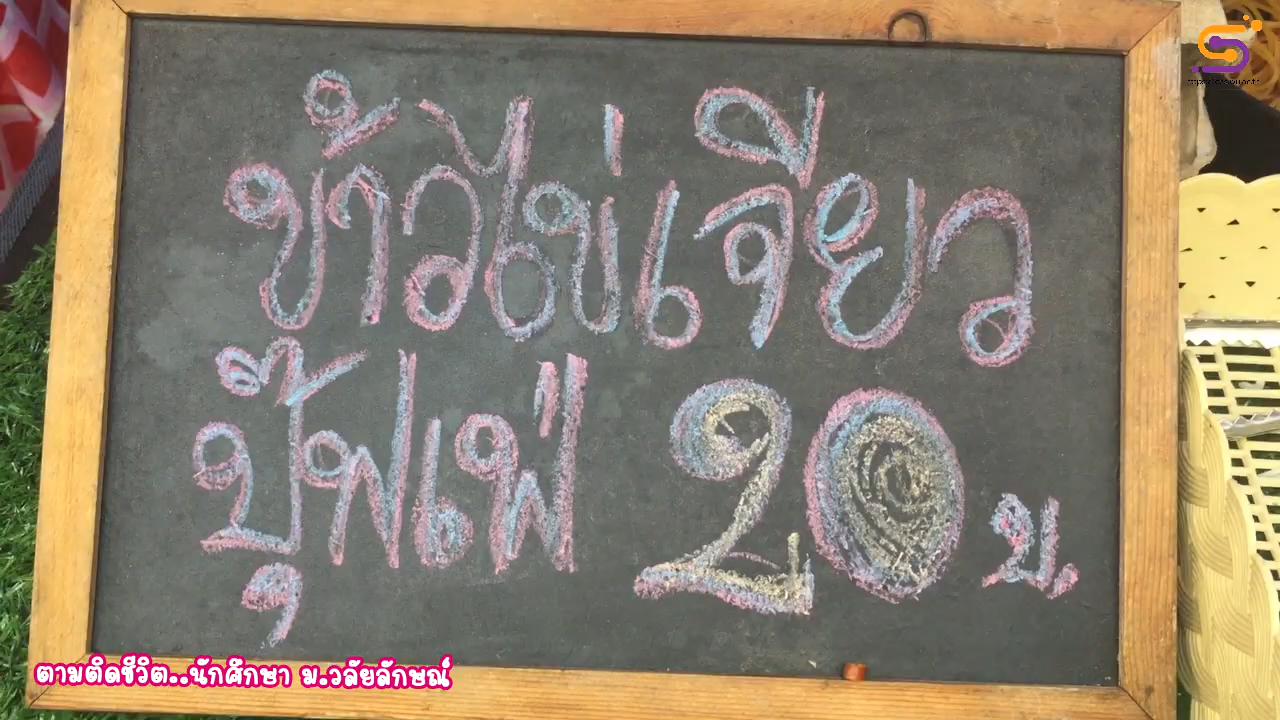 ข้าวไข่เจียว
บุ๊ฟเฟ่ 20 บ.
ตามติดชีวิต..นักศึกษา ม.วลัยลักษณ์